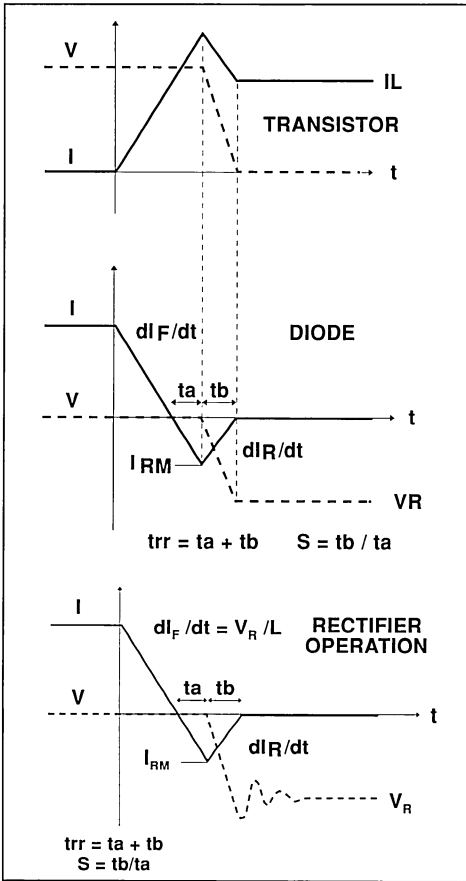 V
IL
TRANSISTOR
I
t
I
dIF/dt
DIODE
ta tb
V
t
IRM
dIR/dt
VR
trr = ta + tb S = tb / ta
I
dIF /dt = VR /L
RECTIFIER
OPERATION
ta tb
V
t
IRM
dIR/dt
VR
trr = ta + tb
S = tb/ta